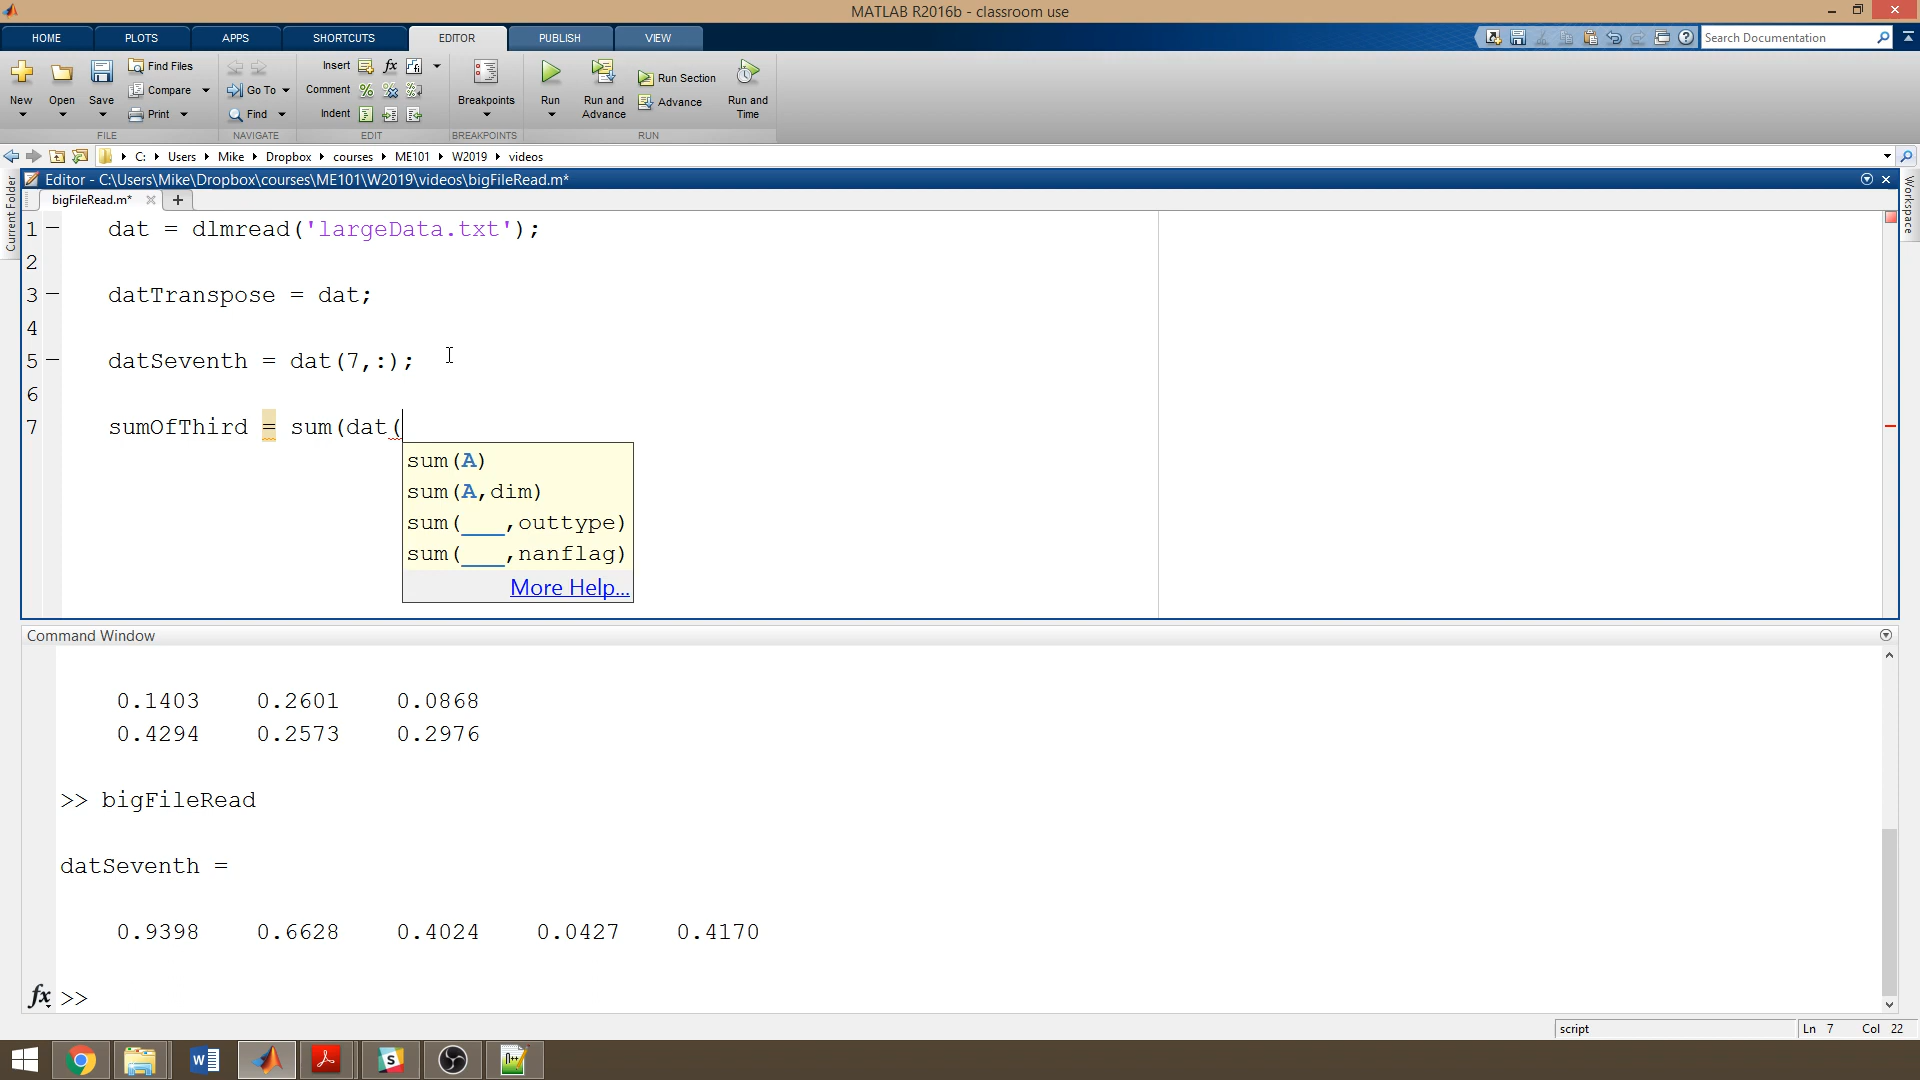 MATLAB R2016b - classroom use
HOME PLOTS APPS SHORTCUTS EDITOR PUBLISH VIEW Search Documentation
New Open Save Find Files Compare Print Go To Find Insert fx Comment Indent Breakpoints Run Run and Advance Run Section Advance Run and Time
FILE NAVIGATE EDIT BREAKPOINTS RUN
C: Users Mike Dropbox courses ME101 W2019 videos
Current Folder
Workspace
Editor - C:\Users\Mike\Dropbox\courses\ME101\W2019\videos\bigFileRead.m*
bigFileRead.m*
1 dat = dlmread('largeData.txt');
2
3 datTranspose = dat;
4
5 datSeventh = dat(7,:);
6
7 sumOfThird = sum(dat(
sum(A)
sum(A,dim)
sum(___,outtype)
sum(___,nanflag)
More Help...
Command Window
0.1403 0.2601 0.0868
0.4294 0.2573 0.2976
>> bigFileRead
datSeventh =
0.9398 0.6628 0.4024 0.0427 0.4170
fx >>
script Ln 7 Col 22